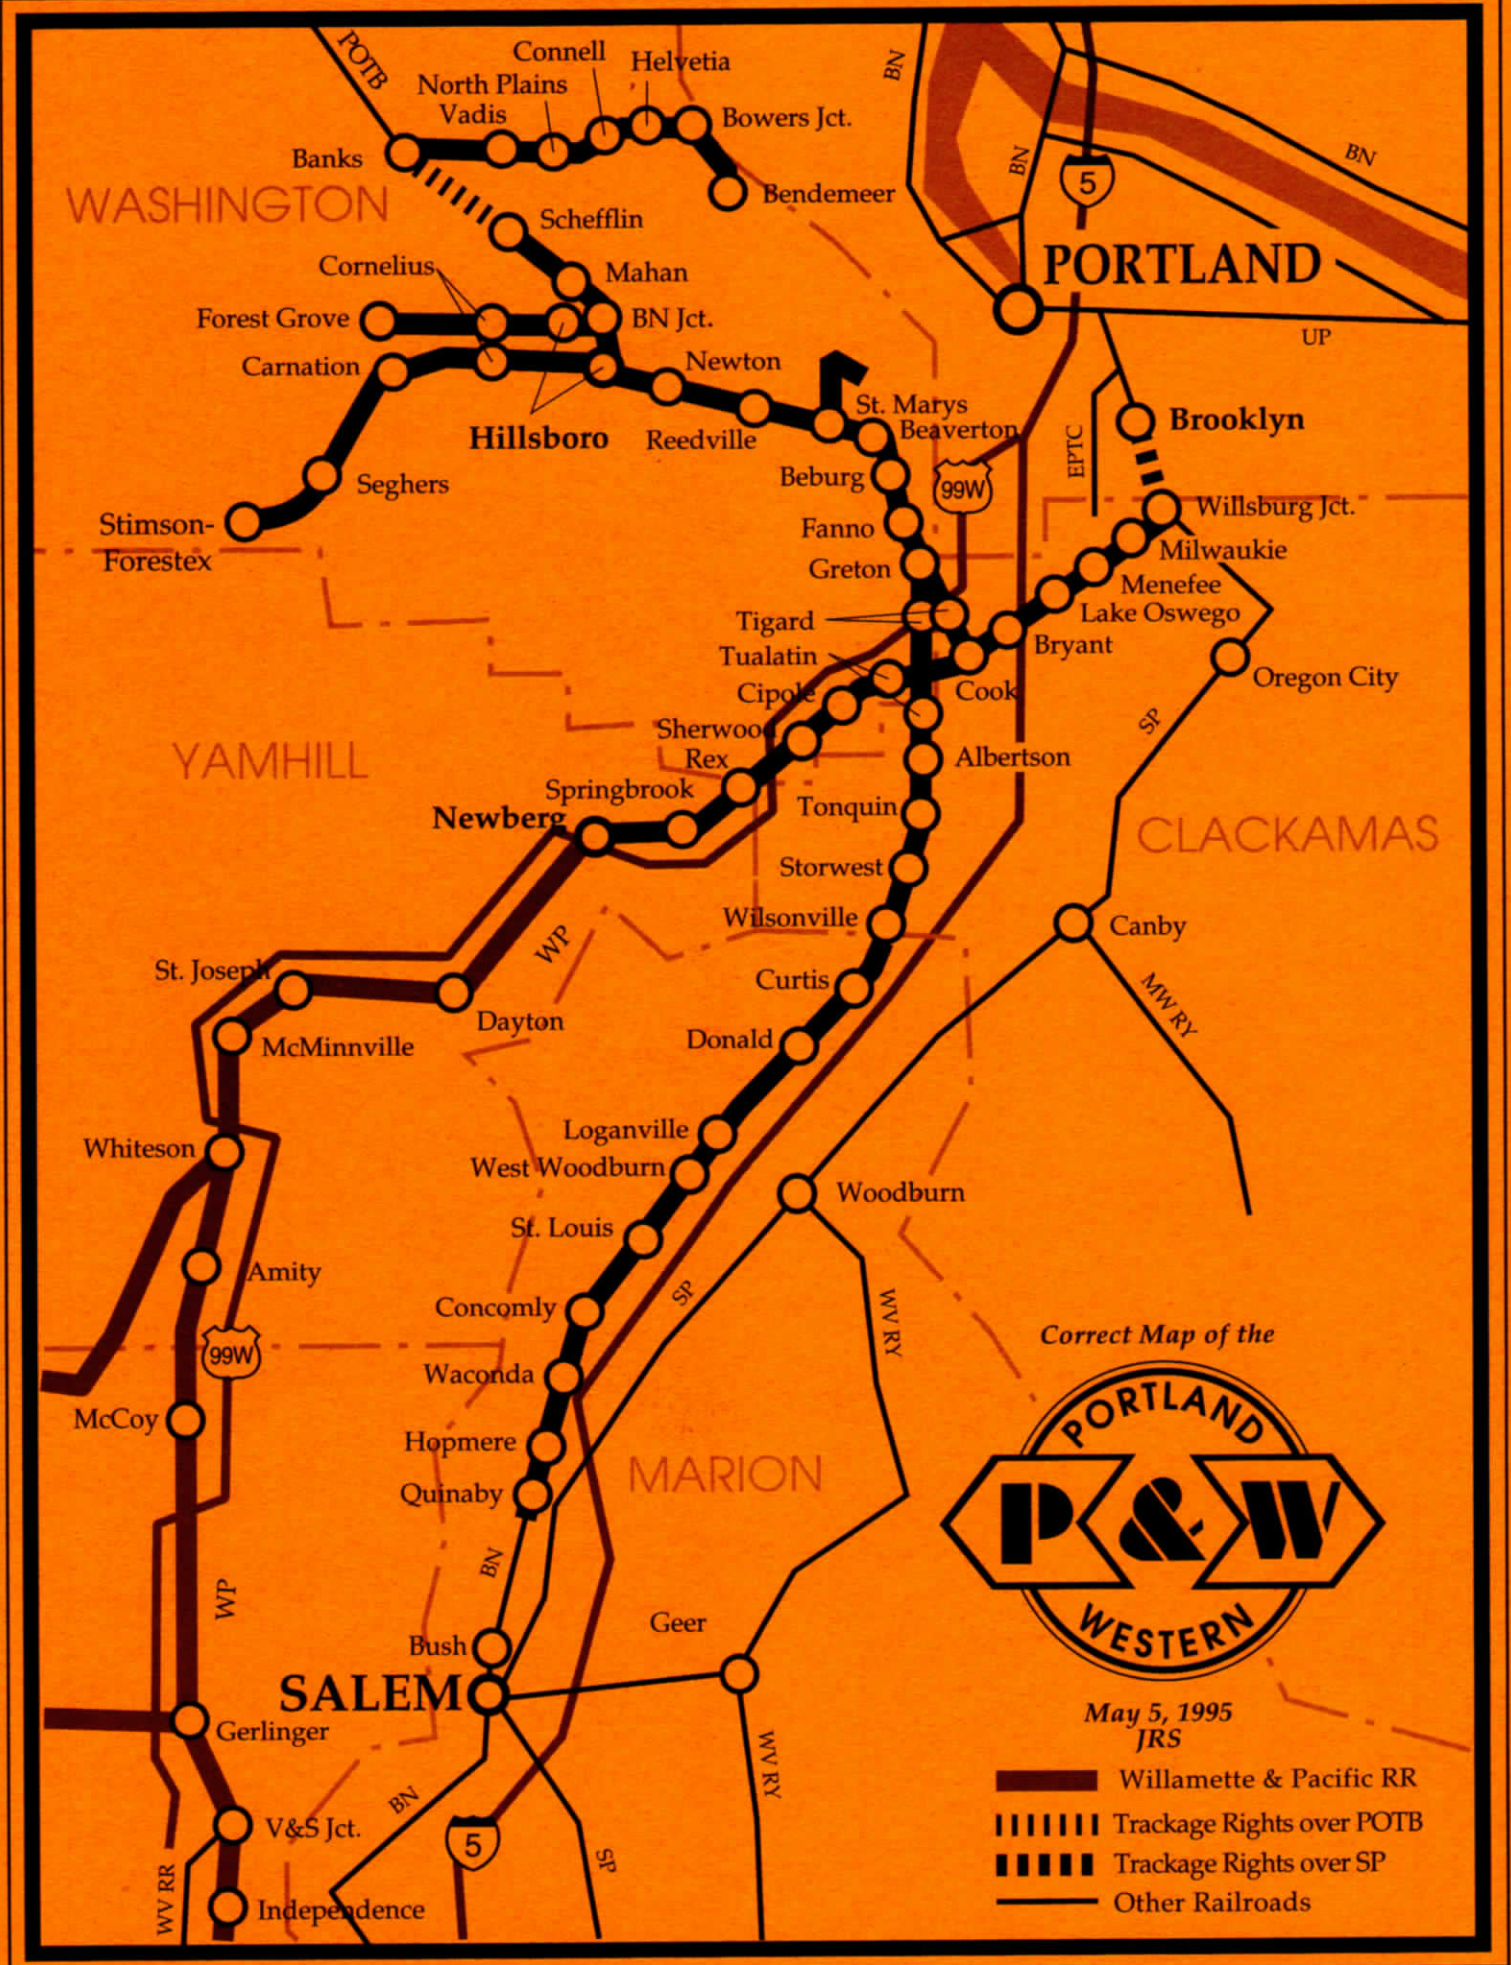 POTB
Connell
Helvetia
North Plains
Vadis
Bowers Jct.
Banks
Bendemeer
BN
BN
BN
5
WASHINGTON
Schefflin
PORTLAND
Cornelius
Mahan
Forest Grove
BN Jct.
UP
Carnation
Newton
St. Marys
Beaverton
Brooklyn
Hillsboro
Reedville
EPTC
Beburg
99W
Seghers
Stimson-
Forestex
Willsburg Jct.
Fanno
Milwaukie
Greton
Menefee
Lake Oswego
Tigard
Bryant
Tualatin
Oregon City
Cipole
Cook
SP
Sherwood
Rex
Albertson
YAMHILL
Springbrook
Newberg
Tonquin
CLACKAMAS
Storwest
Wilsonville
Canby
WP
St. Joseph
Curtis
MW RY
Dayton
McMinnville
Donald
Loganville
Whiteson
West Woodburn
Woodburn
St. Louis
Amity
SP
Concomly
WV RY
99W
Waconda
McCoy
Hopmere
Quinaby
MARION
BN
WP
Correct Map of the
PORTLAND
P&W
WESTERN
Geer
Bush
SALEM
Gerlinger
WV RY
BN
V&S Jct.
5
SP
WV RR
Independence
May 5, 1995
JRS
Willamette & Pacific RR
Trackage Rights over POTB
Trackage Rights over SP
Other Railroads